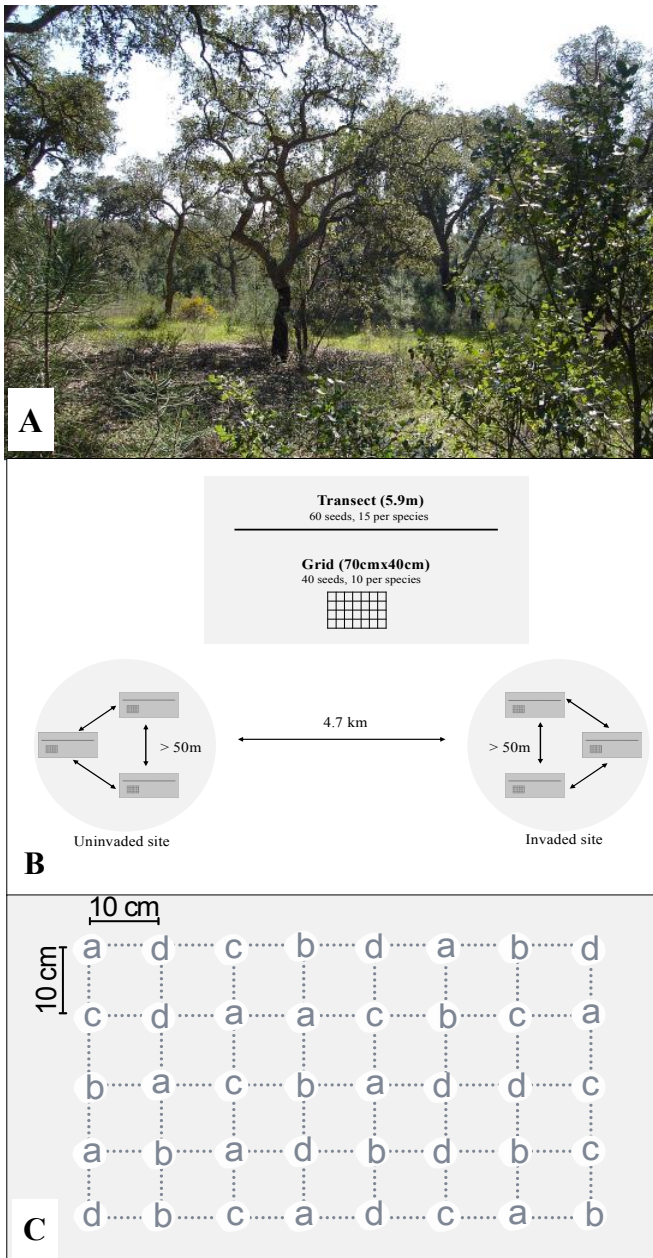 A
Transect (5.9m)
60 seeds, 15 per species
Grid (70cmx40cm)
40 seeds, 10 per species
4.7 km
> 50m
> 50m
Uninvaded site
Invaded site
B
10 cm
10 cm
a d c b d a b d
c d a a c b c a
b a c b a d d c
a b a d b d b c
d b c a d c a b
C